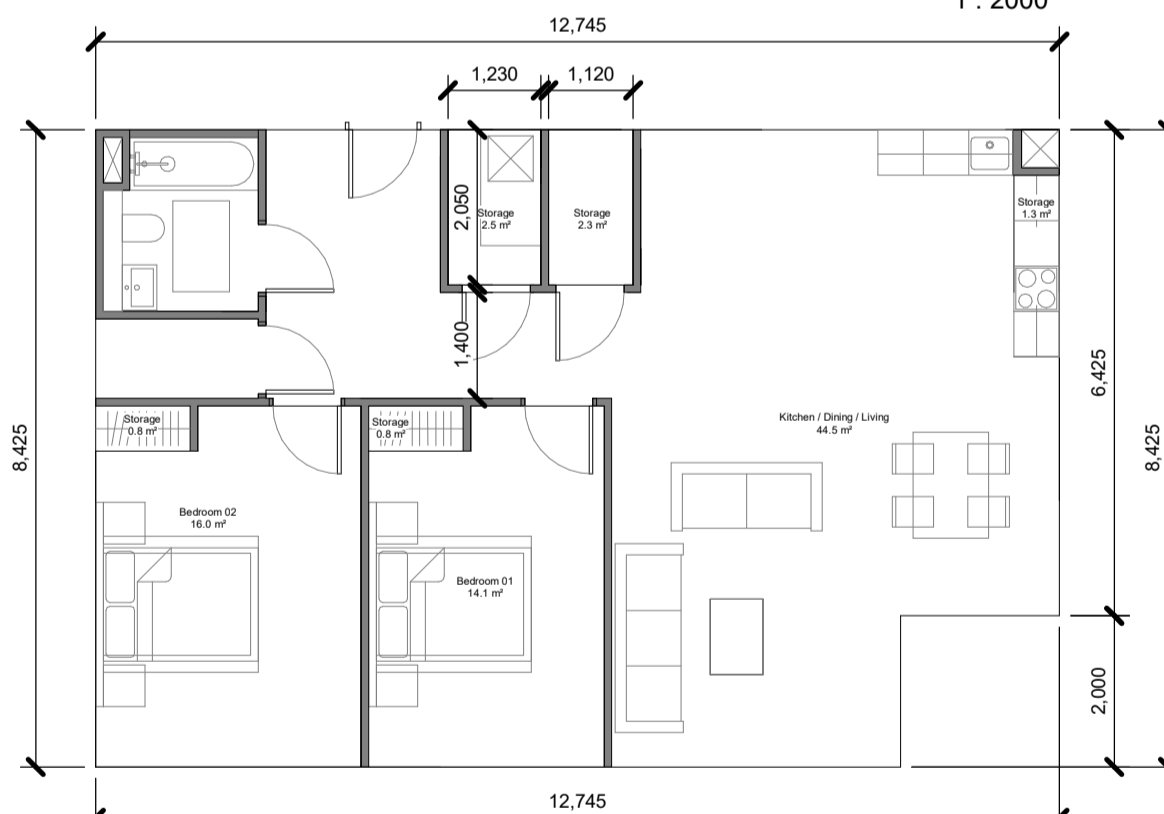 1 : 2000
12,745
1,230
1,120
2,050
Storage
2.5 m²
Storage
2.3 m²
Storage
1.3 m²
1,400
6,425
8,425
8,425
Storage
0.8 m²
Storage
0.8 m²
Kitchen / Dining / Living
44.5 m²
Bedroom 02
16.0 m²
Bedroom 01
14.1 m²
2,000
12,745